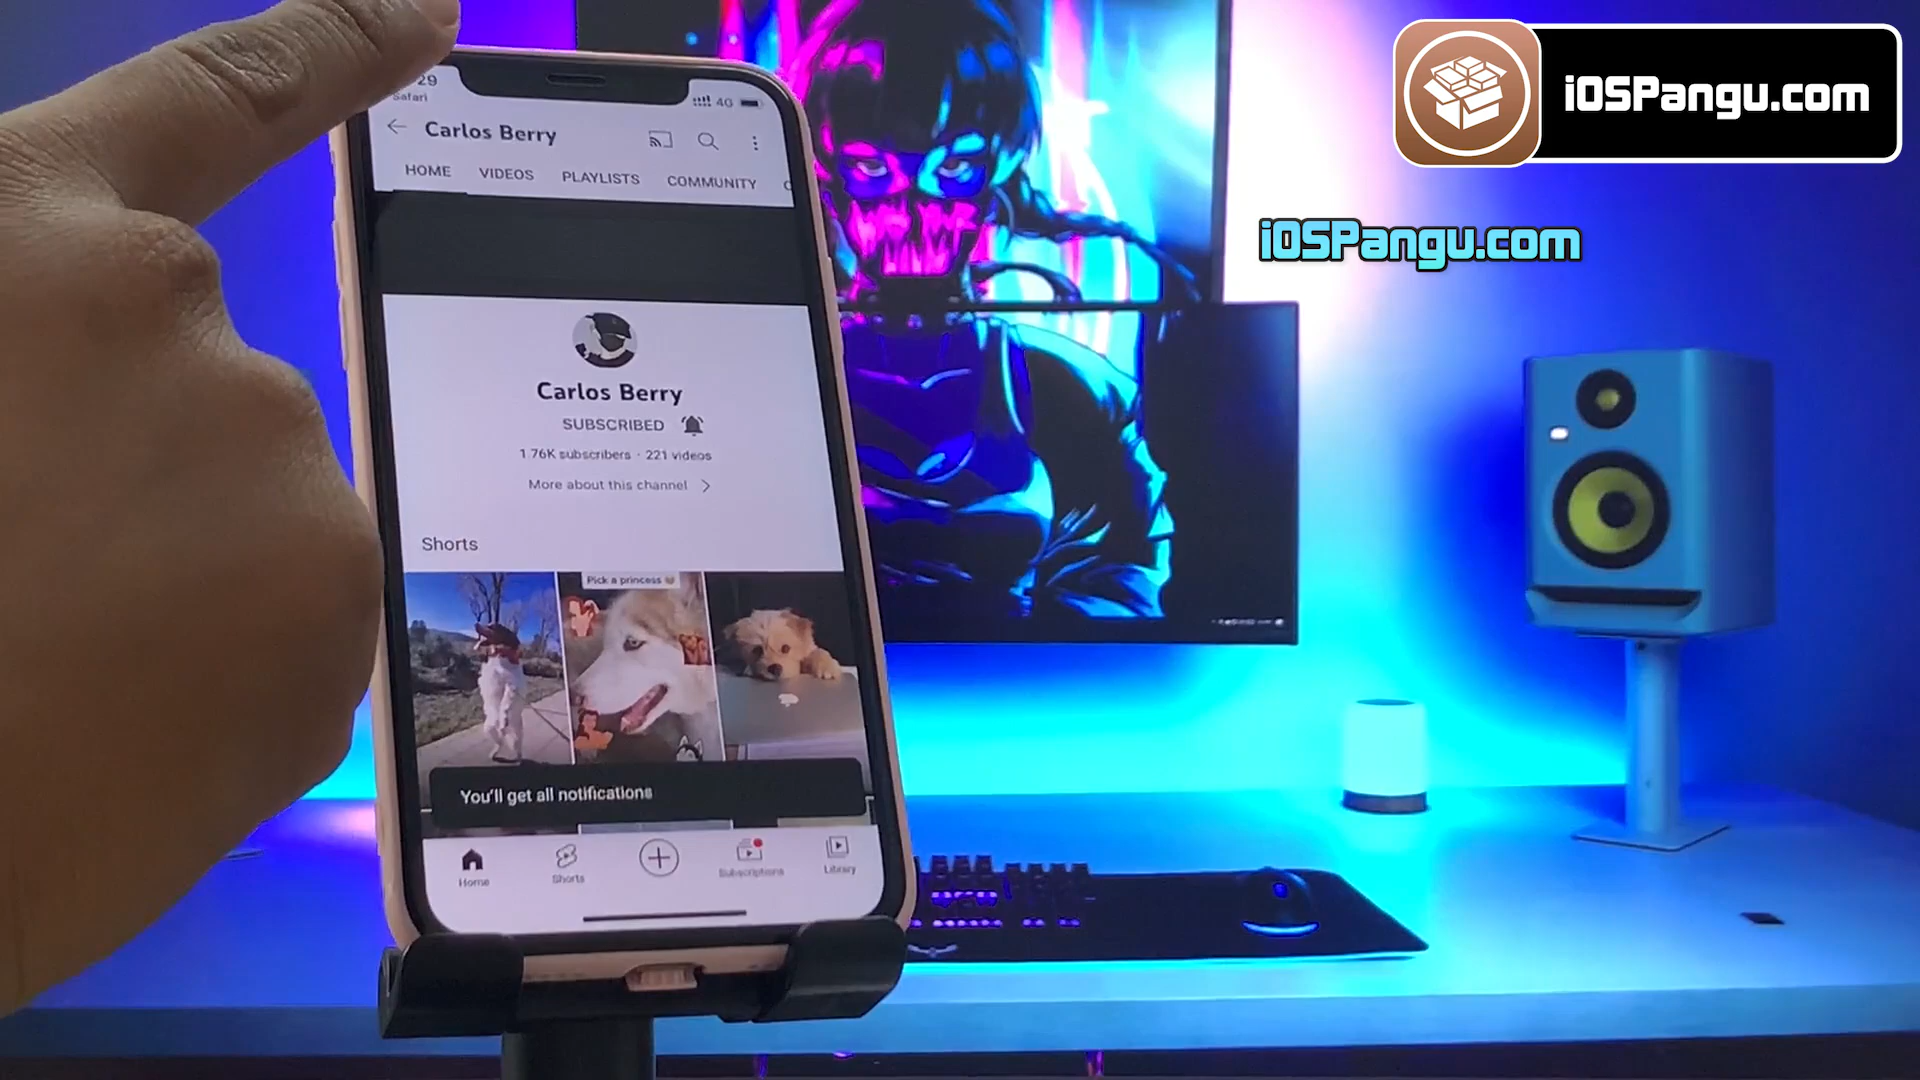 iOSPangu.com
iOSPangu.com
29
Safari
4G
Carlos Berry
HOME VIDEOS PLAYLISTS COMMUNITY
Carlos Berry
SUBSCRIBED
1.76K subscribers · 221 videos
More about this channel
Shorts
Pick a princess
You'll get all notifications
Home Shorts Subscriptions Library